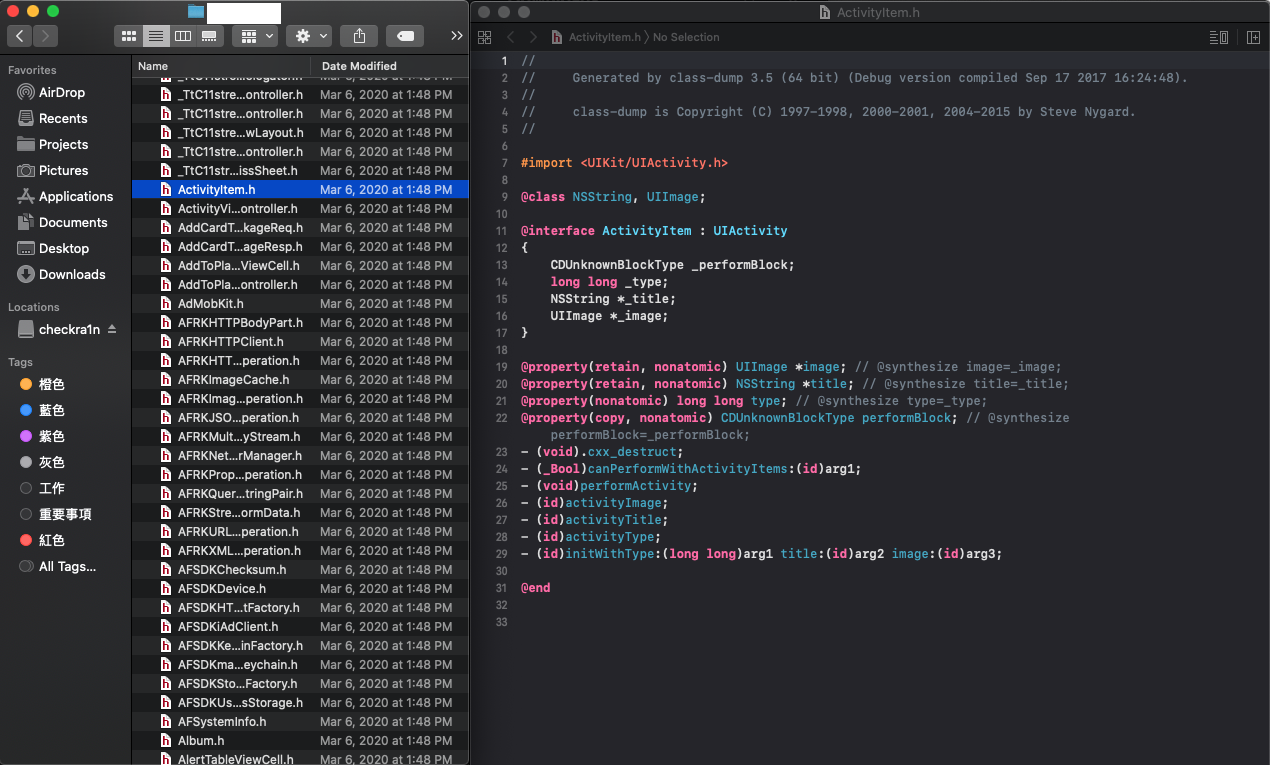 Favorites
AirDrop
Recents
Projects
Pictures
Applications
Documents
Desktop
Downloads
Locations
checkra1n
Tags
橙色
藍色
紫色
灰色
工作
重要事項
紅色
All Tags...
Name Date Modified
_TtC11stre...ontroller.h Mar 6, 2020 at 1:48 PM
_TtC11stre...ontroller.h Mar 6, 2020 at 1:48 PM
_TtC11stre...wLayout.h Mar 6, 2020 at 1:48 PM
_TtC11stre...ontroller.h Mar 6, 2020 at 1:48 PM
_TtC11str...issSheet.h Mar 6, 2020 at 1:48 PM
ActivityItem.h Mar 6, 2020 at 1:48 PM
ActivityVi...ontroller.h Mar 6, 2020 at 1:48 PM
AddCardT...kageReq.h Mar 6, 2020 at 1:48 PM
AddCardT...ageResp.h Mar 6, 2020 at 1:48 PM
AddToPla...ViewCell.h Mar 6, 2020 at 1:48 PM
AddToPla...ontroller.h Mar 6, 2020 at 1:48 PM
AdMobKit.h Mar 6, 2020 at 1:48 PM
AFRKHTTPBodyPart.h Mar 6, 2020 at 1:48 PM
AFRKHTTPClient.h Mar 6, 2020 at 1:48 PM
AFRKHTT...peration.h Mar 6, 2020 at 1:48 PM
AFRKImageCache.h Mar 6, 2020 at 1:48 PM
AFRKImag...peration.h Mar 6, 2020 at 1:48 PM
AFRKJSO...peration.h Mar 6, 2020 at 1:48 PM
AFRKMult...yStream.h Mar 6, 2020 at 1:48 PM
AFRKNet...rManager.h Mar 6, 2020 at 1:48 PM
AFRKProp...peration.h Mar 6, 2020 at 1:48 PM
AFRKQuer...tringPair.h Mar 6, 2020 at 1:48 PM
AFRKStre...ormData.h Mar 6, 2020 at 1:48 PM
AFRKURL...peration.h Mar 6, 2020 at 1:48 PM
AFRKXML...peration.h Mar 6, 2020 at 1:48 PM
AFSDKChecksum.h Mar 6, 2020 at 1:48 PM
AFSDKDevice.h Mar 6, 2020 at 1:48 PM
AFSDKHT...tFactory.h Mar 6, 2020 at 1:48 PM
AFSDKiAdClient.h Mar 6, 2020 at 1:48 PM
AFSDKKe...inFactory.h Mar 6, 2020 at 1:48 PM
AFSDKma...eychain.h Mar 6, 2020 at 1:48 PM
AFSDKSto...Factory.h Mar 6, 2020 at 1:48 PM
AFSDKUs...sStorage.h Mar 6, 2020 at 1:48 PM
AFSystemInfo.h Mar 6, 2020 at 1:48 PM
Album.h Mar 6, 2020 at 1:48 PM
AlertTableViewCell.h Mar 6, 2020 at 1:48 PM
ActivityItem.h
ActivityItem.h 〉 No Selection
1 //
2 //     Generated by class-dump 3.5 (64 bit) (Debug version compiled Sep 17 2017 16:24:48).
3 //
4 //     class-dump is Copyright (C) 1997-1998, 2000-2001, 2004-2015 by Steve Nygard.
5 //
6
7 #import <UIKit/UIActivity.h>
8
9 @class NSString, UIImage;
10
11 @interface ActivityItem : UIActivity
12 {
13     CDUnknownBlockType _performBlock;
14     long long _type;
15     NSString *_title;
16     UIImage *_image;
17 }
18
19 @property(retain, nonatomic) UIImage *image; // @synthesize image=_image;
20 @property(retain, nonatomic) NSString *title; // @synthesize title=_title;
21 @property(nonatomic) long long type; // @synthesize type=_type;
22 @property(copy, nonatomic) CDUnknownBlockType performBlock; // @synthesize
performBlock=_performBlock;
23 - (void).cxx_destruct;
24 - (_Bool)canPerformWithActivityItems:(id)arg1;
25 - (void)performActivity;
26 - (id)activityImage;
27 - (id)activityTitle;
28 - (id)activityType;
29 - (id)initWithType:(long long)arg1 title:(id)arg2 image:(id)arg3;
30
31 @end
32
33